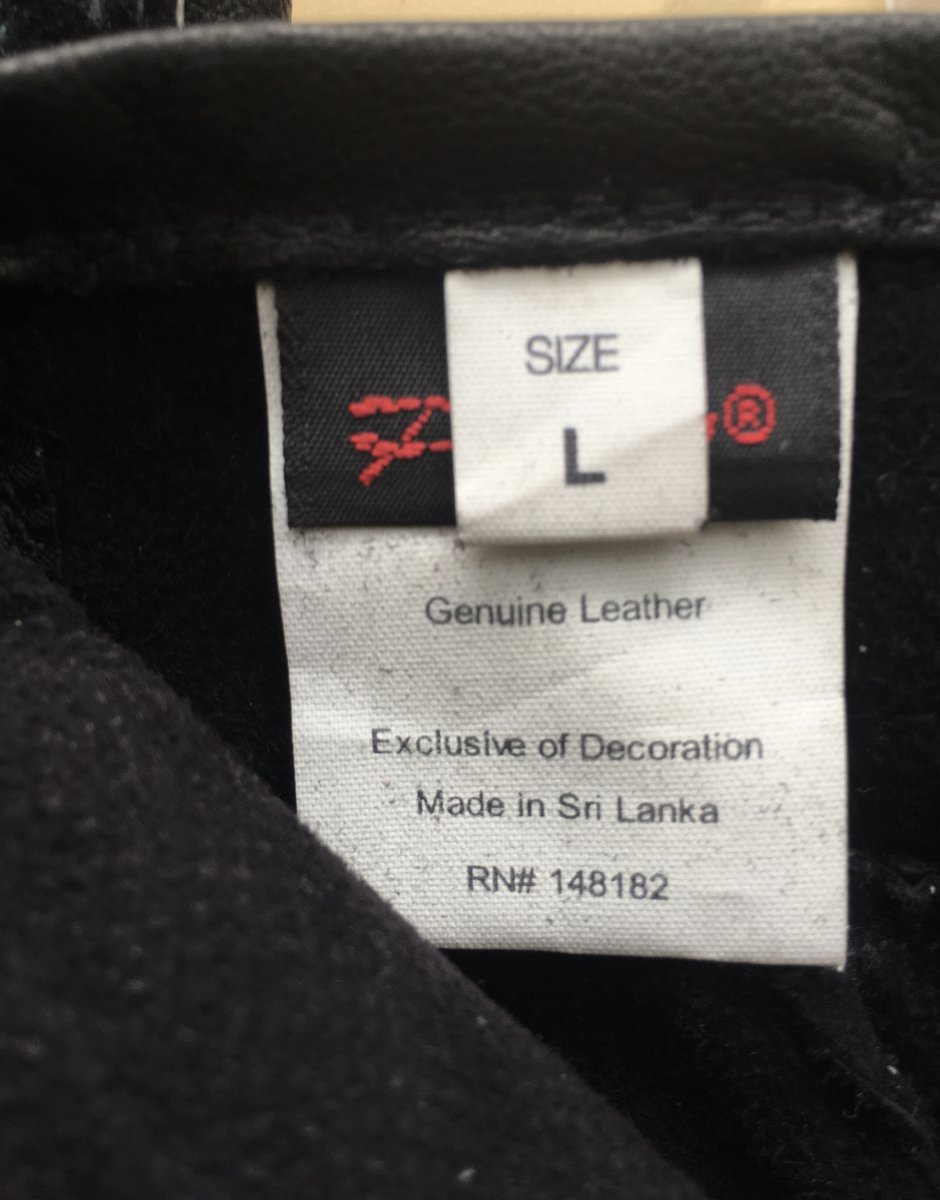 SIZE
L
®
Genuine Leather
Exclusive of Decoration
Made in Sri Lanka
RN# 148182